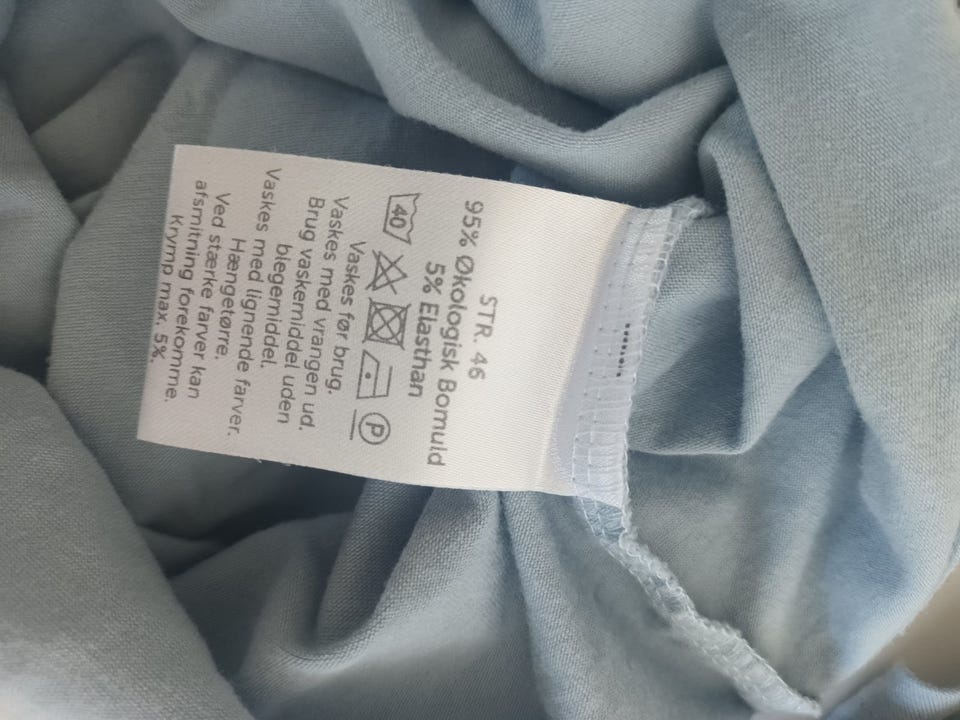 STR. 46
95% Økologisk Bomuld
5% Elasthan
40 P
Vaskes før brug.
Vaskes med vrangen ud.
Brug vaskemiddel uden
blegemiddel.
Vaskes med lignende farver.
Hængetørre.
Ved stærke farver kan
afsmitning forekomme.
Krymp max. 5%.